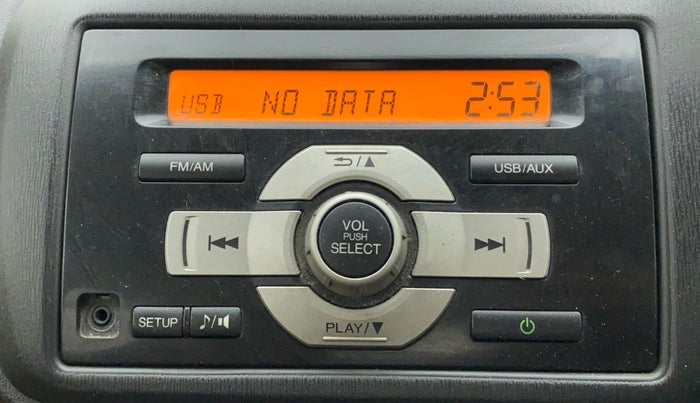 USB NO DATA 2:53
FM/AM
USB/AUX
VOL
PUSH
SELECT
SETUP
PLAY/▼